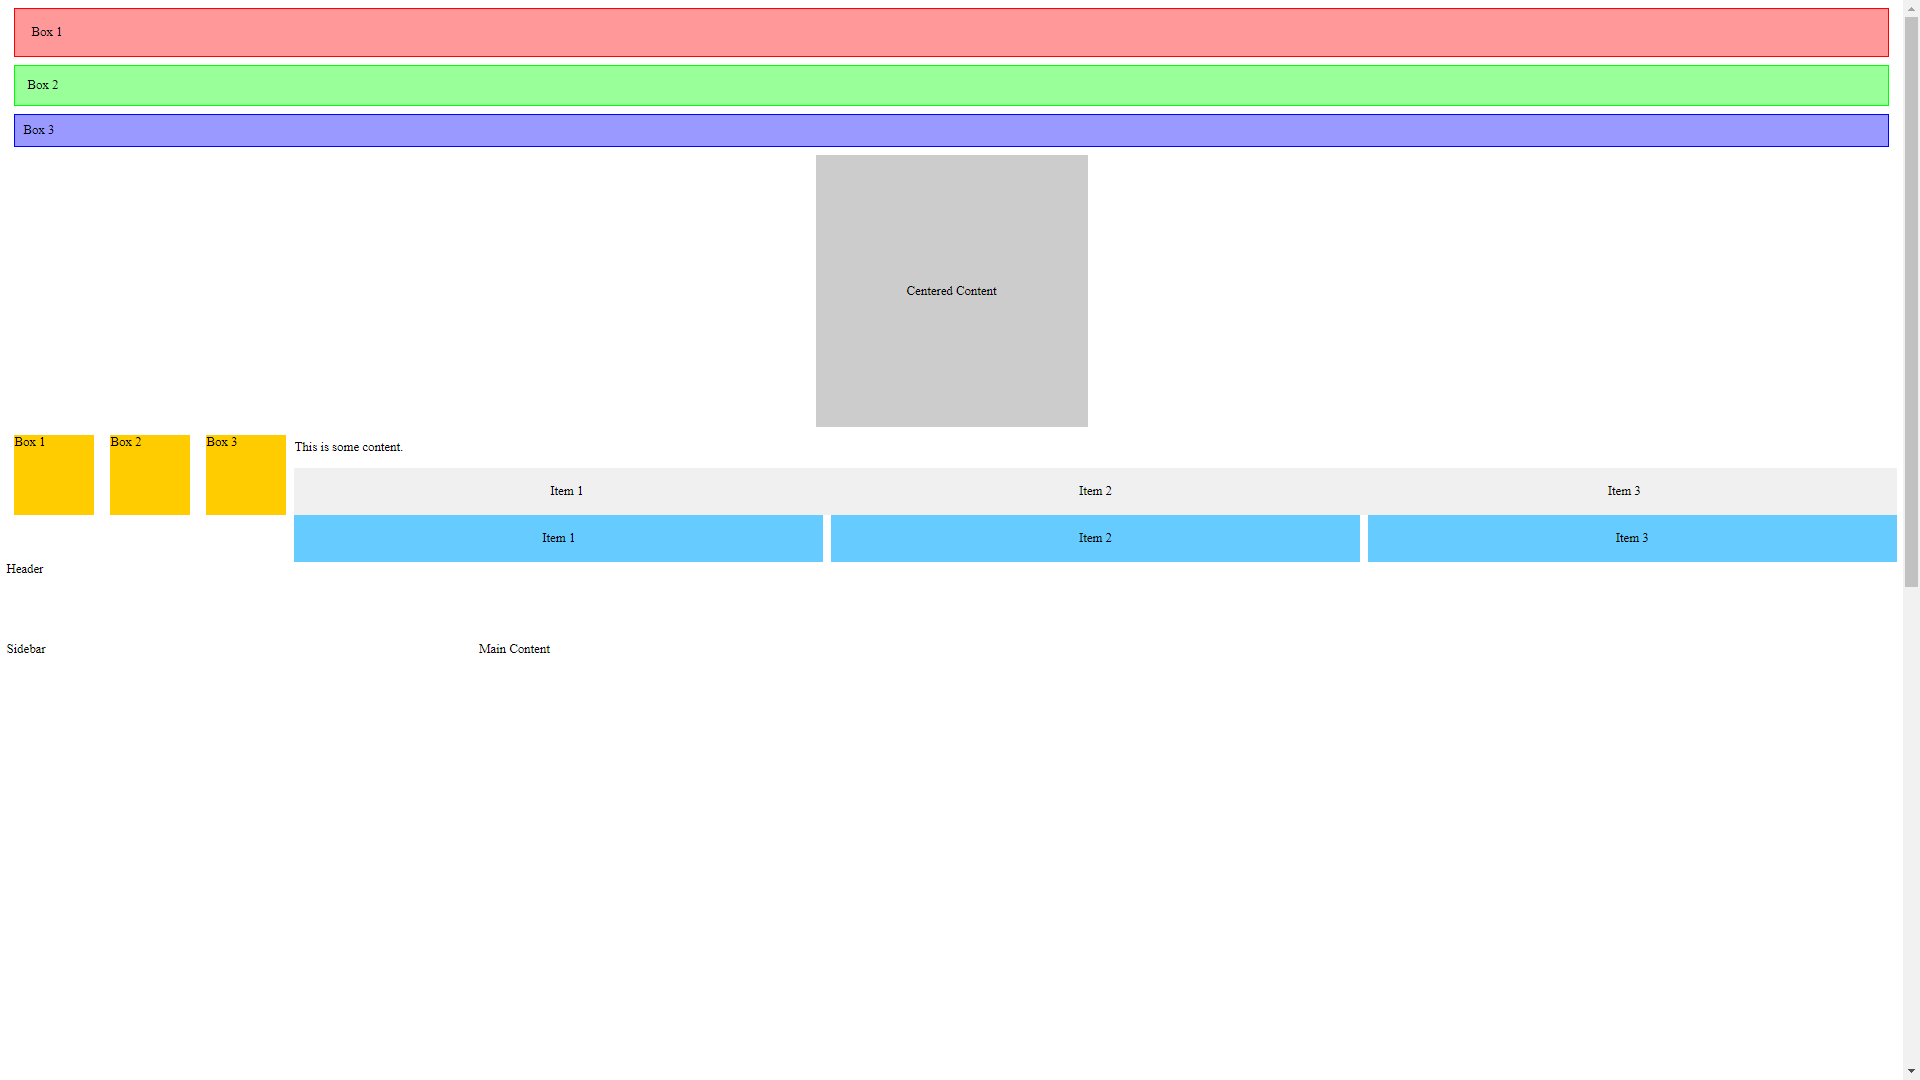 Box 1
Box 2
Box 3
Centered Content
Box 1 Box 2 Box 3
This is some content.
Item 1 Item 2 Item 3
Item 1 Item 2 Item 3
Header
Sidebar Main Content